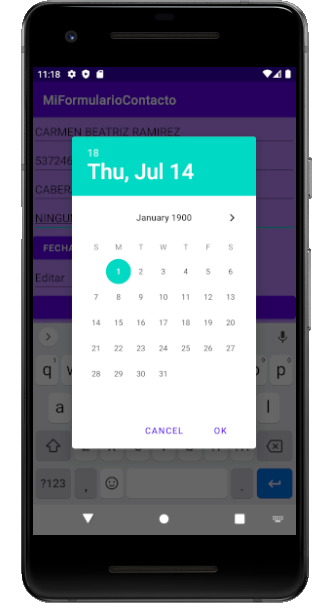 11:18
MiFormularioContacto
CARMEN BEATRIZ RAMIREZ
18
537246
Thu, Jul 14
CABER
January 1900
NINGUN
S M T W T F S
FECHA
1 2 3 4 5 6
Editar
7 8 9 10 11 12 13
14 15 16 17 18 19 20
21 22 23 24 25 26 27
28 29 30 31
q p
a l
CANCEL OK
?123 , .